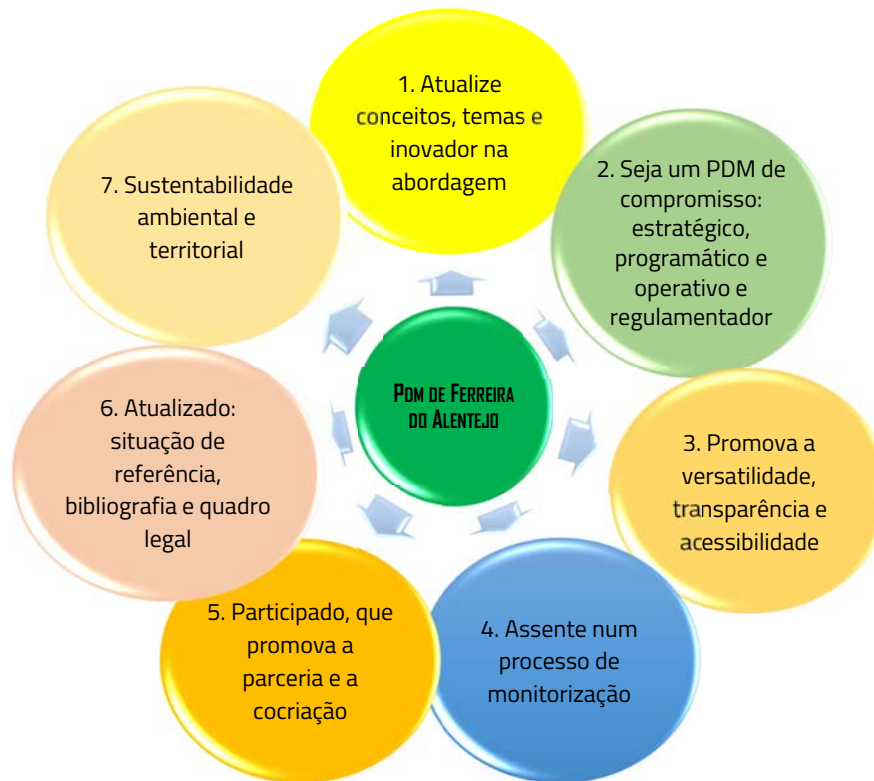 1. Atualize
conceitos, temas e
inovador na
abordagem
2. Seja um PDM de
compromisso:
estratégico,
programático e
operativo e
regulamentador
3. Promova a
versatilidade,
transparência e
acessibilidade
4. Assente num
processo de
monitorização
5. Participado, que
promova a
parceria e a
cocriação
6. Atualizado:
situação de
referência,
bibliografia e quadro
legal
7. Sustentabilidade
ambiental e
territorial
PDM DE FERREIRA
DO ALENTEJO